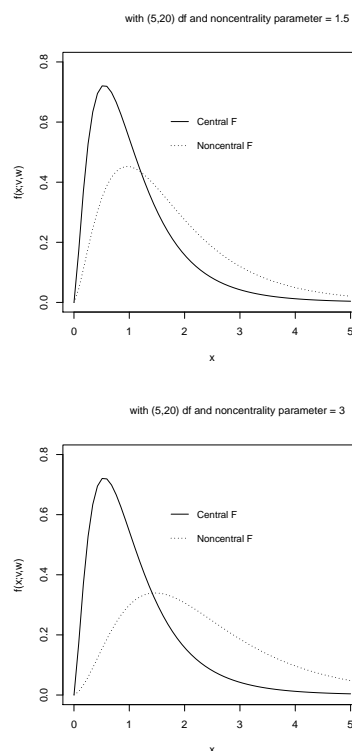 with (5,20) df and noncentrality parameter = 1.5
0.8
0.6
0.4
0.2
0.0
f(x;v,w)
Central F
Noncentral F
0 1 2 3 4 5
x
with (5,20) df and noncentrality parameter = 3
0.8
0.6
0.4
0.2
0.0
f(x;v,w)
Central F
Noncentral F
0 1 2 3 4 5
x